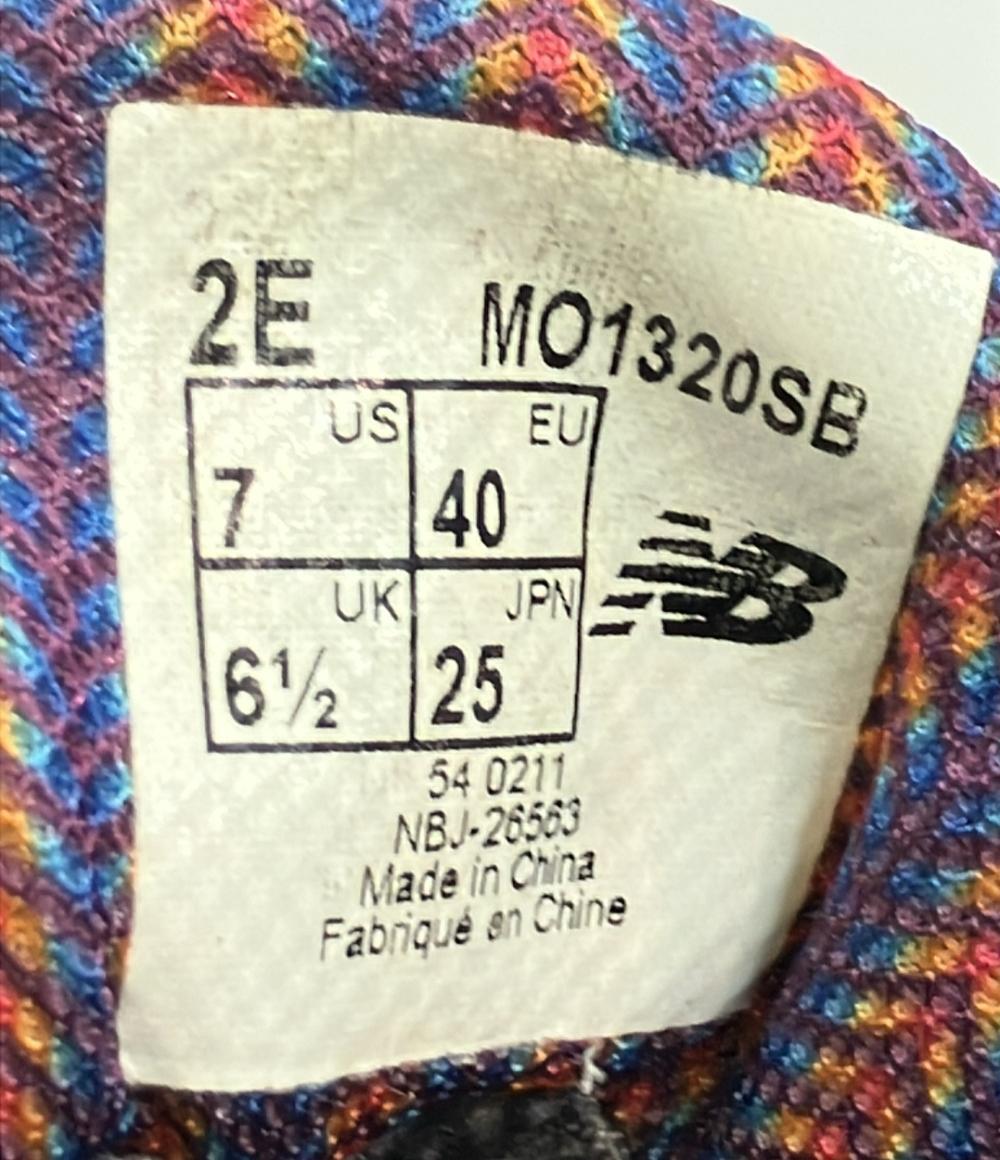 2E MO1320SB
US EU
7 40
UK JPN
6½ 25
NB
54 0211
NBJ-26563
Made in China
Fabriqué en Chine